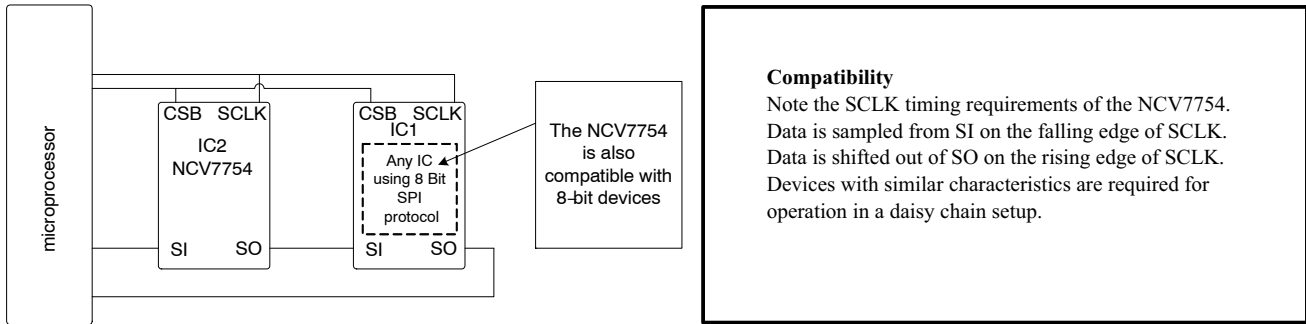 microprocessor
CSB SCLK
IC2
NCV7754
SI SO
CSB SCLK
IC1
Any IC
using 8 Bit
SPI
protocol
SI SO
The NCV7754
is also
compatible with
8-bit devices
Compatibility
Note the SCLK timing requirements of the NCV7754.
Data is sampled from SI on the falling edge of SCLK.
Data is shifted out of SO on the rising edge of SCLK.
Devices with similar characteristics are required for
operation in a daisy chain setup.